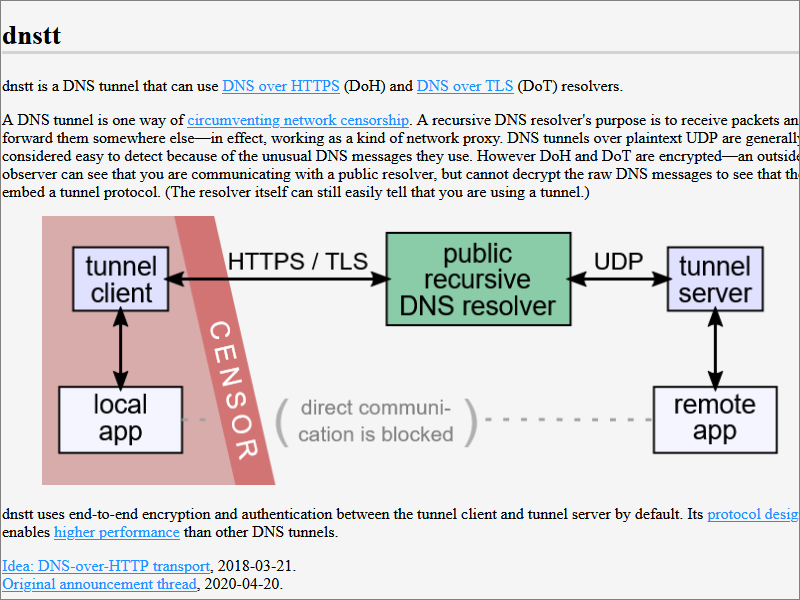 dnstt
dnstt is a DNS tunnel that can use DNS over HTTPS (DoH) and DNS over TLS (DoT) resolvers.
A DNS tunnel is one way of circumventing network censorship. A recursive DNS resolver's purpose is to receive packets an
forward them somewhere else—in effect, working as a kind of network proxy. DNS tunnels over plaintext UDP are generally
considered easy to detect because of the unusual DNS messages they use. However DoH and DoT are encrypted—an outside
observer can see that you are communicating with a public resolver, but cannot decrypt the raw DNS messages to see that the
embed a tunnel protocol. (The resolver itself can still easily tell that you are using a tunnel.)
tunnel
client
HTTPS / TLS
public
recursive
DNS resolver
UDP
tunnel
server
CENSOR
local
app
( direct communi-
cation is blocked )
remote
app
dnstt uses end-to-end encryption and authentication between the tunnel client and tunnel server by default. Its protocol desig
enables higher performance than other DNS tunnels.
Idea: DNS-over-HTTP transport, 2018-03-21.
Original announcement thread, 2020-04-20.